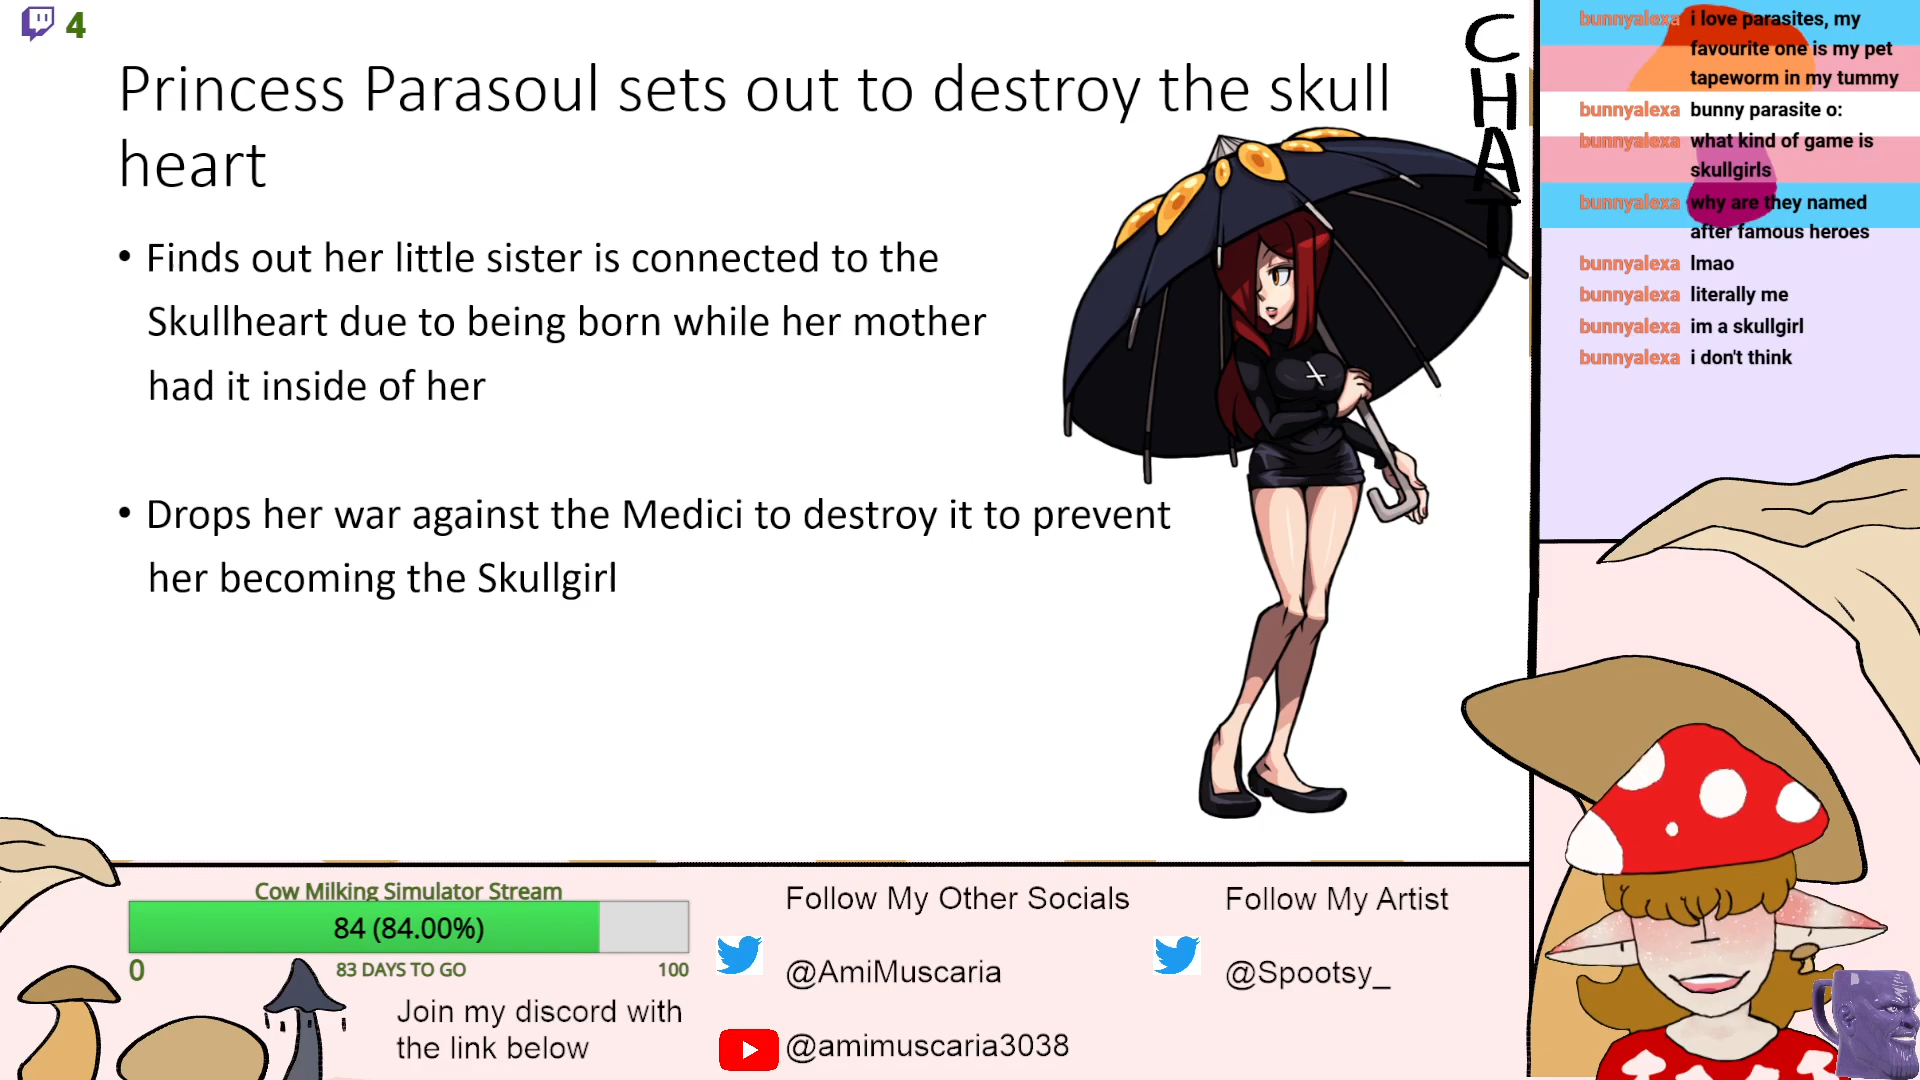 4
Princess Parasoul sets out to destroy the skull
heart
• Finds out her little sister is connected to the
Skullheart due to being born while her mother
had it inside of her
• Drops her war against the Medici to destroy it to prevent
her becoming the Skullgirl
CHAT
bunnyalexa i love parasites, my
favourite one is my pet
tapeworm in my tummy
bunnyalexa bunny parasite o:
bunnyalexa what kind of game is
skullgirls
bunnyalexa why are they named
after famous heroes
bunnyalexa lmao
bunnyalexa literally me
bunnyalexa im a skullgirl
bunnyalexa i don't think
Cow Milking Simulator Stream
84 (84.00%)
0 83 DAYS TO GO 100
Join my discord with
the link below
Follow My Other Socials
@AmiMuscaria
@amimuscaria3038
Follow My Artist
@Spootsy_